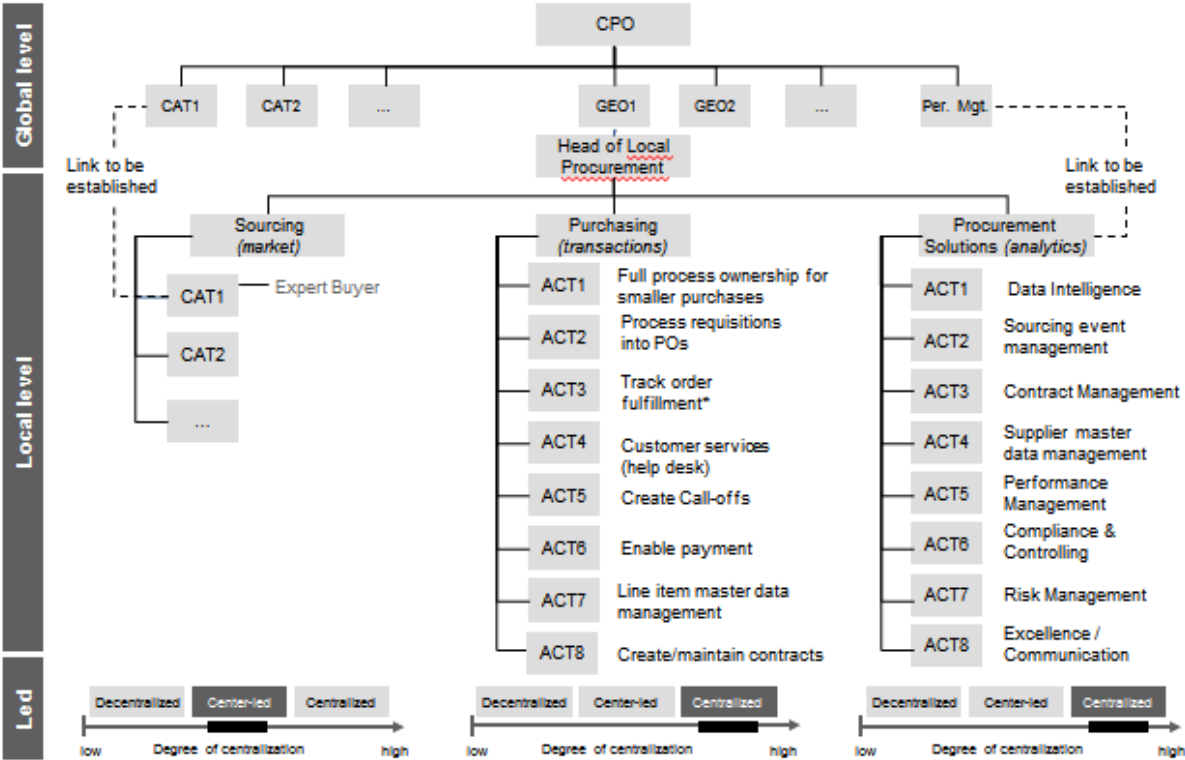 Global level
CPO
CAT1
CAT2
...
GEO1
GEO2
...
Per. Mgt.
Head of Local
Procurement
Link to be
established
Link to be
established
Local level
Sourcing
(market)
CAT1
Expert Buyer
CAT2
...
Purchasing
(transactions)
ACT1
Full process ownership for
smaller purchases
ACT2
Process requisitions
into POs
ACT3
Track order
fulfillment*
ACT4
Customer services
(help desk)
ACT5
Create Call-offs
ACT6
Enable payment
ACT7
Line item master data
management
ACT8
Create/maintain contracts
Procurement
Solutions (analytics)
ACT1
Data Intelligence
ACT2
Sourcing event
management
ACT3
Contract Management
ACT4
Supplier master
data management
ACT5
Performance
Management
ACT6
Compliance &
Controlling
ACT7
Risk Management
ACT8
Excellence /
Communication
Led
Decentralized
Center-led
Centralized
low
Degree of centralization
high
Decentralized
Center-led
Centralized
low
Degree of centralization
high
Decentralized
Center-led
Centralized
low
Degree of centralization
high